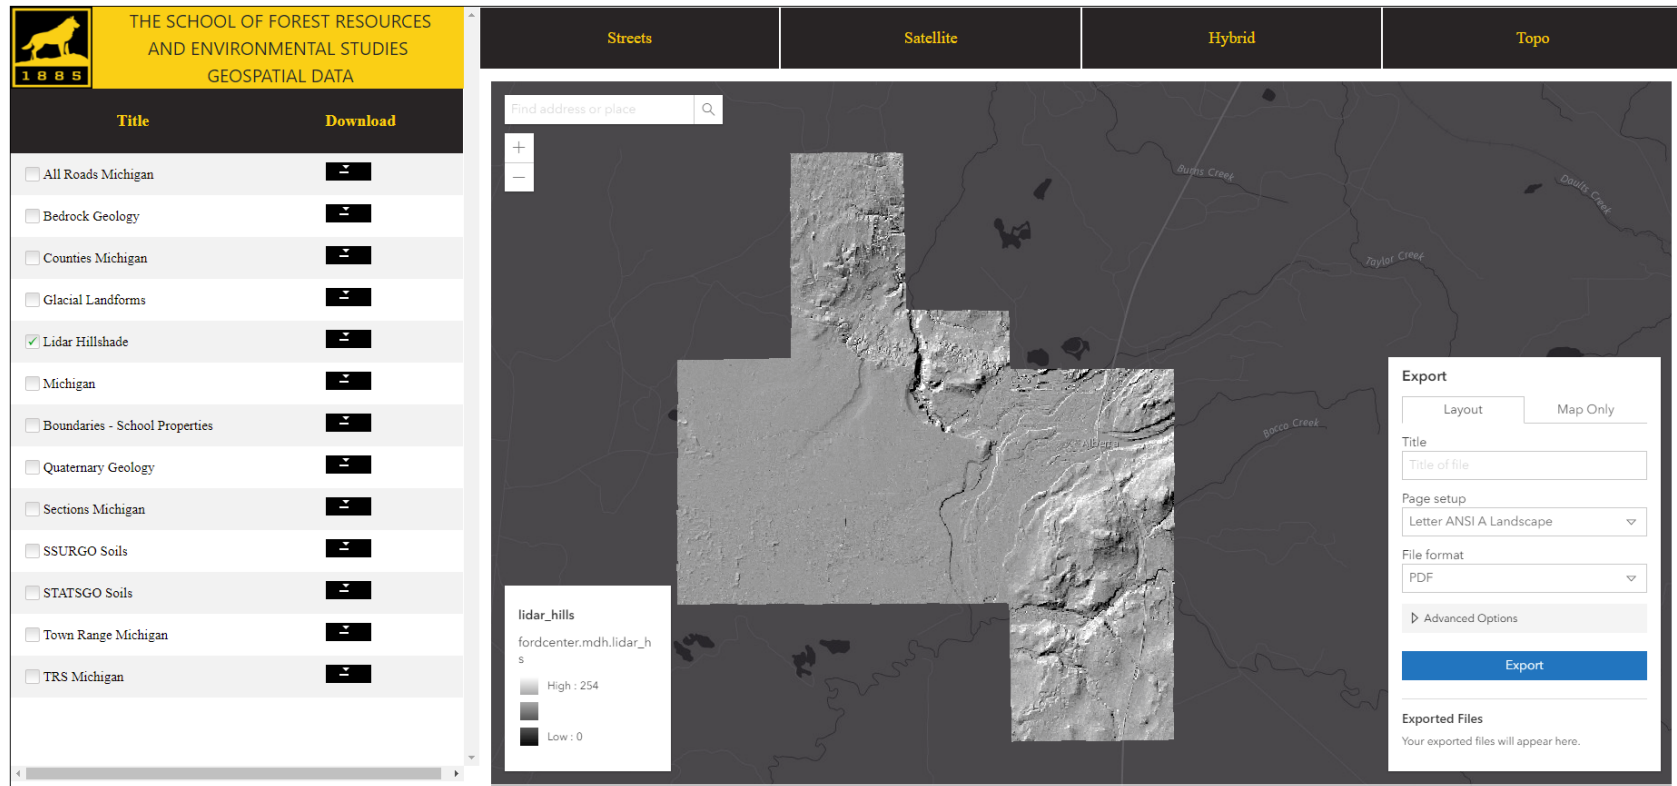 THE SCHOOL OF FOREST RESOURCES
AND ENVIRONMENTAL STUDIES
GEOSPATIAL DATA
1885
Title Download
All Roads Michigan
Bedrock Geology
Counties Michigan
Glacial Landforms
Lidar Hillshade
Michigan
Boundaries - School Properties
Quaternary Geology
Sections Michigan
SSURGO Soils
STATSGO Soils
Town Range Michigan
TRS Michigan
Streets Satellite Hybrid Topo
Find address or place
+
−
Burns Creek
Daults Creek
Taylor Creek
Bacco Creek
Alberta
lidar_hills
fordcenter.mdh.lidar_h
s
High : 254
Low : 0
Export
Layout Map Only
Title
Title of file
Page setup
Letter ANSI A Landscape
File format
PDF
Advanced Options
Export
Exported Files
Your exported files will appear here.